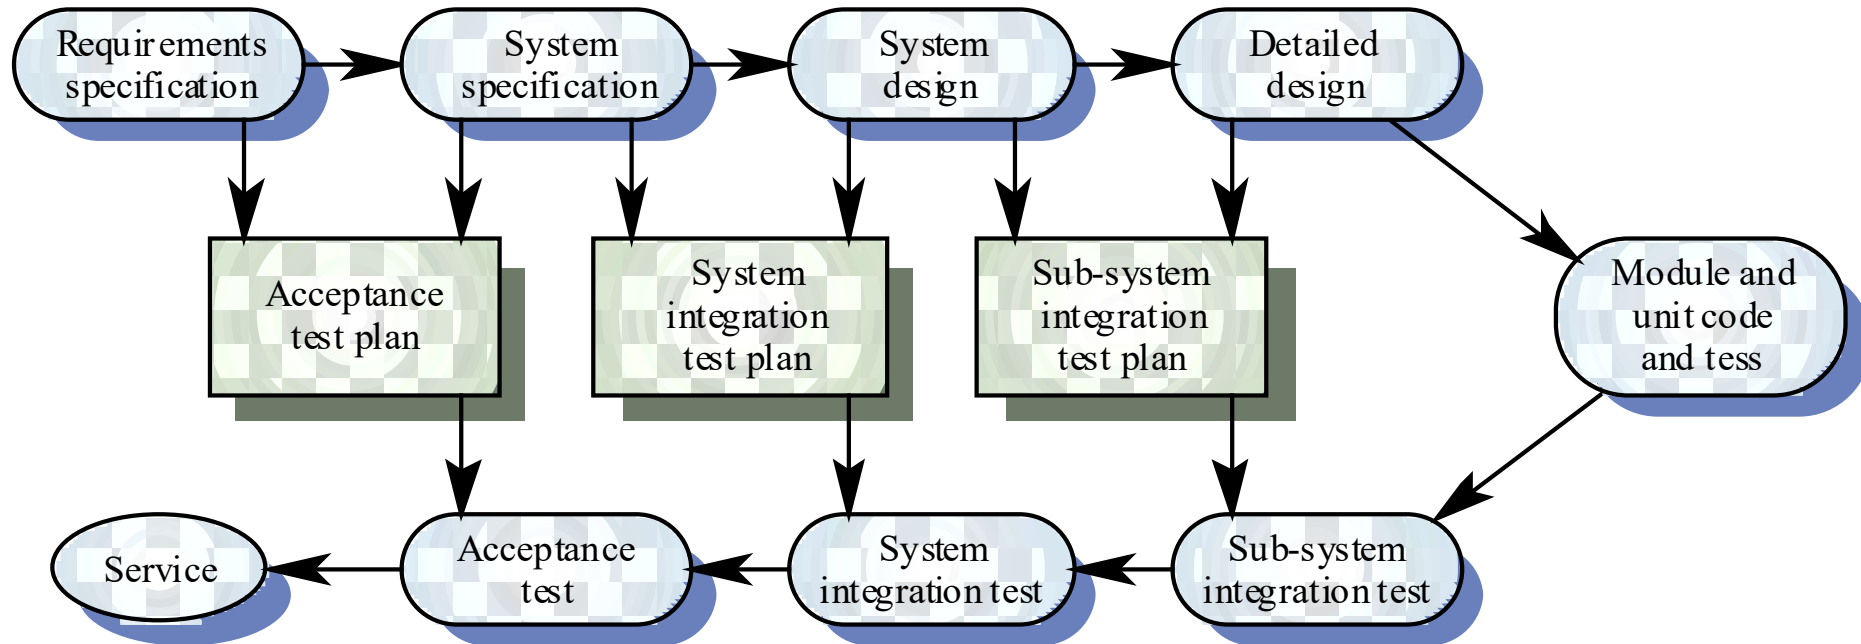 Requirements
specification
System
specification
System
design
Detailed
design
Acceptance
test plan
System
integration
test plan
Sub-system
integration
test plan
Module and
unit code
and tess
Service
Acceptance
test
System
integration test
Sub-system
integration test